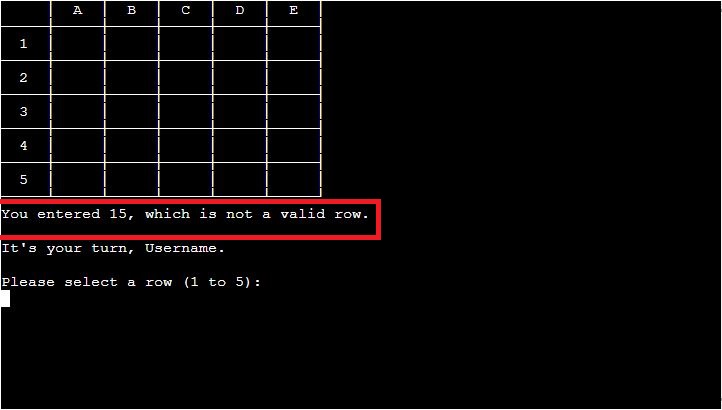 A B C D E
1
2
3
4
5
You entered 15, which is not a valid row.
It's your turn, Username.
Please select a row (1 to 5):